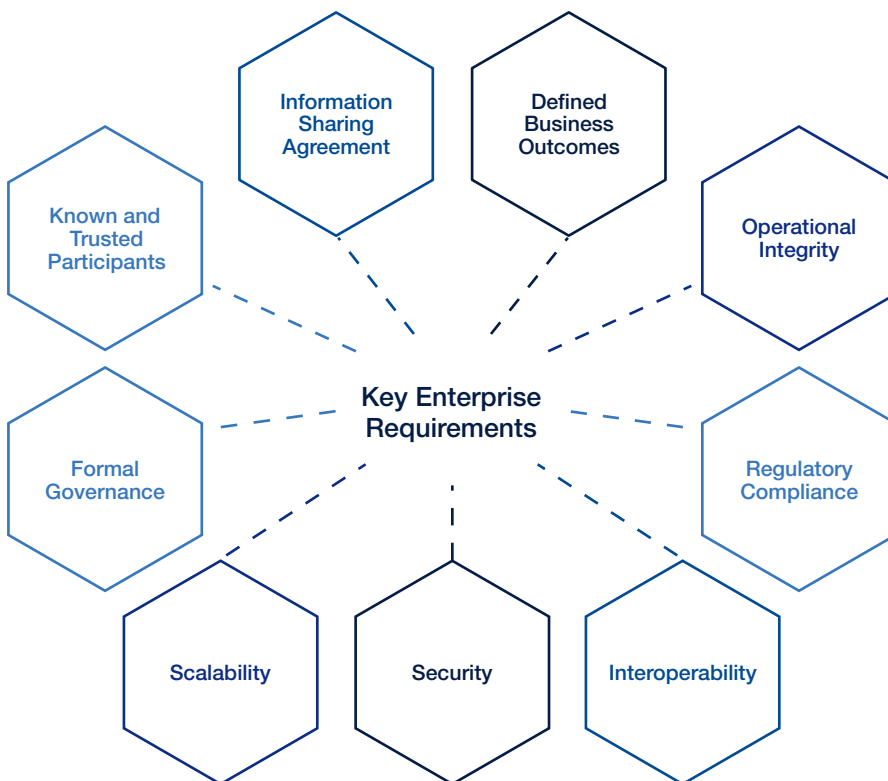 Information
Sharing
Agreement
Defined
Business
Outcomes
Known and
Trusted
Participants
Operational
Integrity
Key Enterprise
Requirements
Formal
Governance
Regulatory
Compliance
Scalability
Security
Interoperability